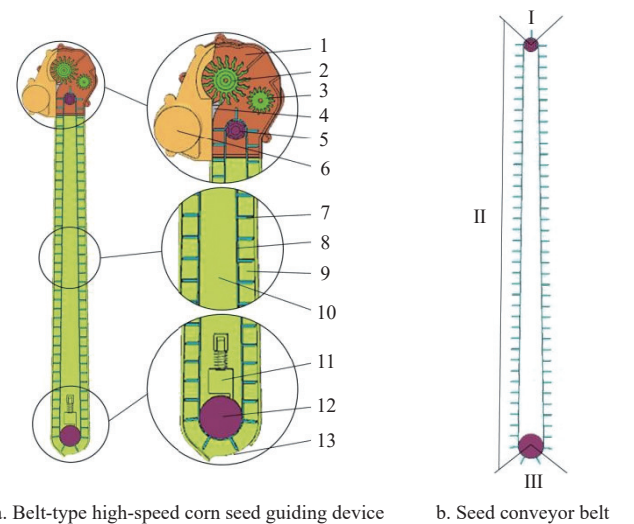 1
2
3
4
5
6
7
8
9
10
11
12
13
I
II
III
a. Belt-type high-speed corn seed guiding device
b. Seed conveyor belt